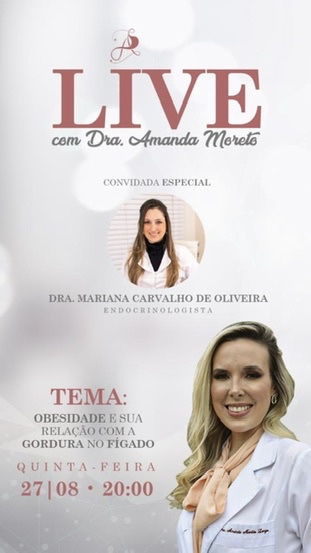 LIVE
com Dra. Amanda Moretô
CONVIDADA ESPECIAL
DRA. MARIANA CARVALHO DE OLIVEIRA
ENDOCRINOLOGISTA
TEMA:
OBESIDADE E SUA
RELAÇÃO COM A
GORDURA NO FÍGADO
QUINTA-FEIRA
27|08 • 20:00